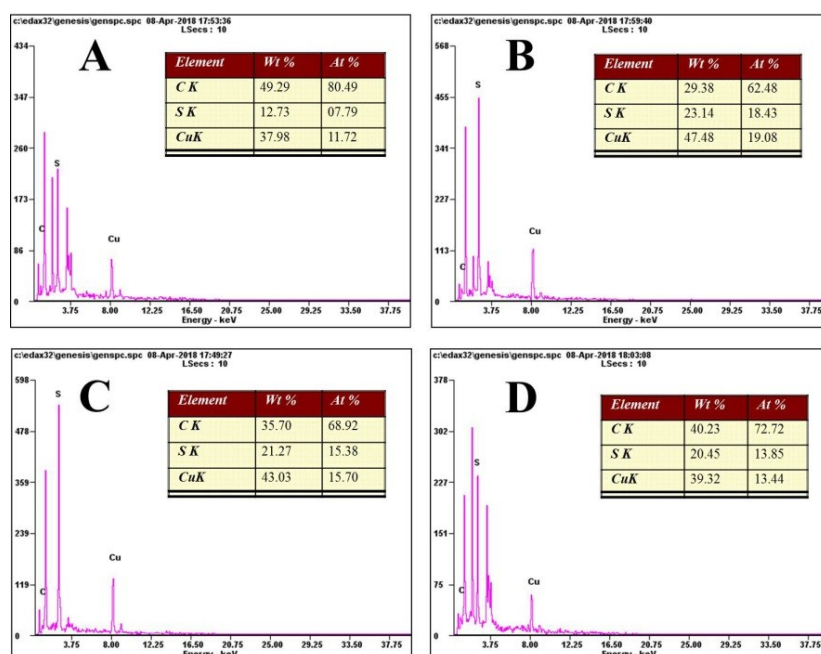 c:\edax32\genesis\genspc.spc 08-Apr-2018 17:53:36
LSecs : 10
A
434
347
260
173
86
0
C
S
Cu
Element Wt % At %
C K 49.29 80.49
S K 12.73 07.79
CuK 37.98 11.72
3.75 8.00 12.25 16.50 20.75 25.00 29.25 33.50 37.75
Energy - keV
c:\edax32\genesis\genspc.spc 08-Apr-2018 17:59:40
LSecs : 10
B
568
455
341
227
113
0
C
S
Cu
Element Wt % At %
C K 29.38 62.48
S K 23.14 18.43
CuK 47.48 19.08
3.75 8.00 12.25 16.50 20.75 25.00 29.25 33.50 37.75
Energy - keV
c:\edax32\genesis\genspc.spc 08-Apr-2018 17:49:27
LSecs : 10
C
598
478
359
239
119
0
C
S
Cu
Element Wt % At %
C K 35.70 68.92
S K 21.27 15.38
CuK 43.03 15.70
3.75 8.00 12.25 16.50 20.75 25.00 29.25 33.50 37.75
Energy - keV
c:\edax32\genesis\genspc.spc 08-Apr-2018 18:03:08
LSecs : 10
D
378
302
227
151
75
0
C
S
Cu
Element Wt % At %
C K 40.23 72.72
S K 20.45 13.85
CuK 39.32 13.44
3.75 8.00 12.25 16.50 20.75 25.00 29.25 33.50 37.75
Energy - keV